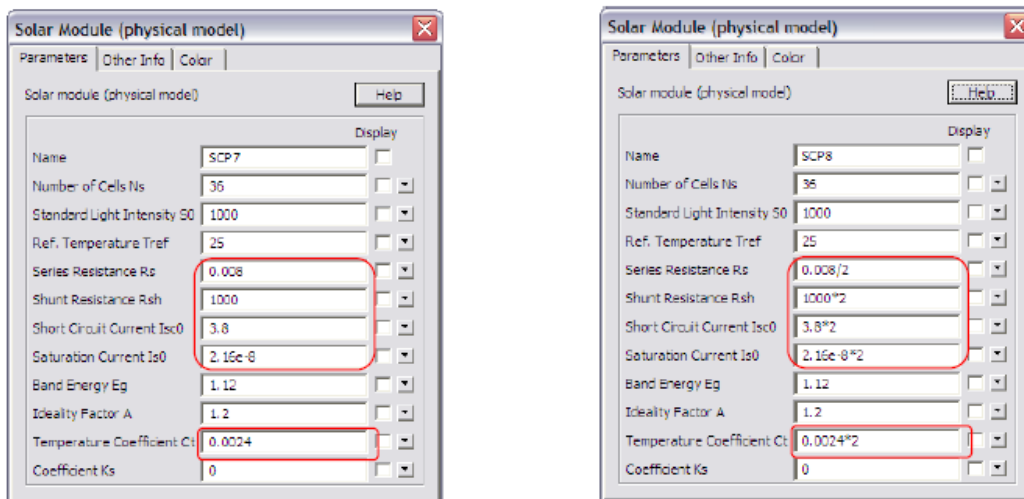 Solar Module (physical model)
Parameters Other Info Color
Solar module (physical model) Help
Display
Name SCP7
Number of Cells Ns 36
Standard Light Intensity S0 1000
Ref. Temperature Tref 25
Series Resistance Rs 0.008
Shunt Resistance Rsh 1000
Short Circuit Current Isc0 3.8
Saturation Current Is0 2.16e-8
Band Energy Eg 1.12
Ideality Factor A 1.2
Temperature Coefficient Ct 0.0024
Coefficient Ks 0
Solar Module (physical model)
Parameters Other Info Color
Solar module (physical model) Help
Display
Name SCP8
Number of Cells Ns 36
Standard Light Intensity S0 1000
Ref. Temperature Tref 25
Series Resistance Rs 0.008/2
Shunt Resistance Rsh 1000*2
Short Circuit Current Isc0 3.8*2
Saturation Current Is0 2.16e-8*2
Band Energy Eg 1.12
Ideality Factor A 1.2
Temperature Coefficient Ct 0.0024*2
Coefficient Ks 0